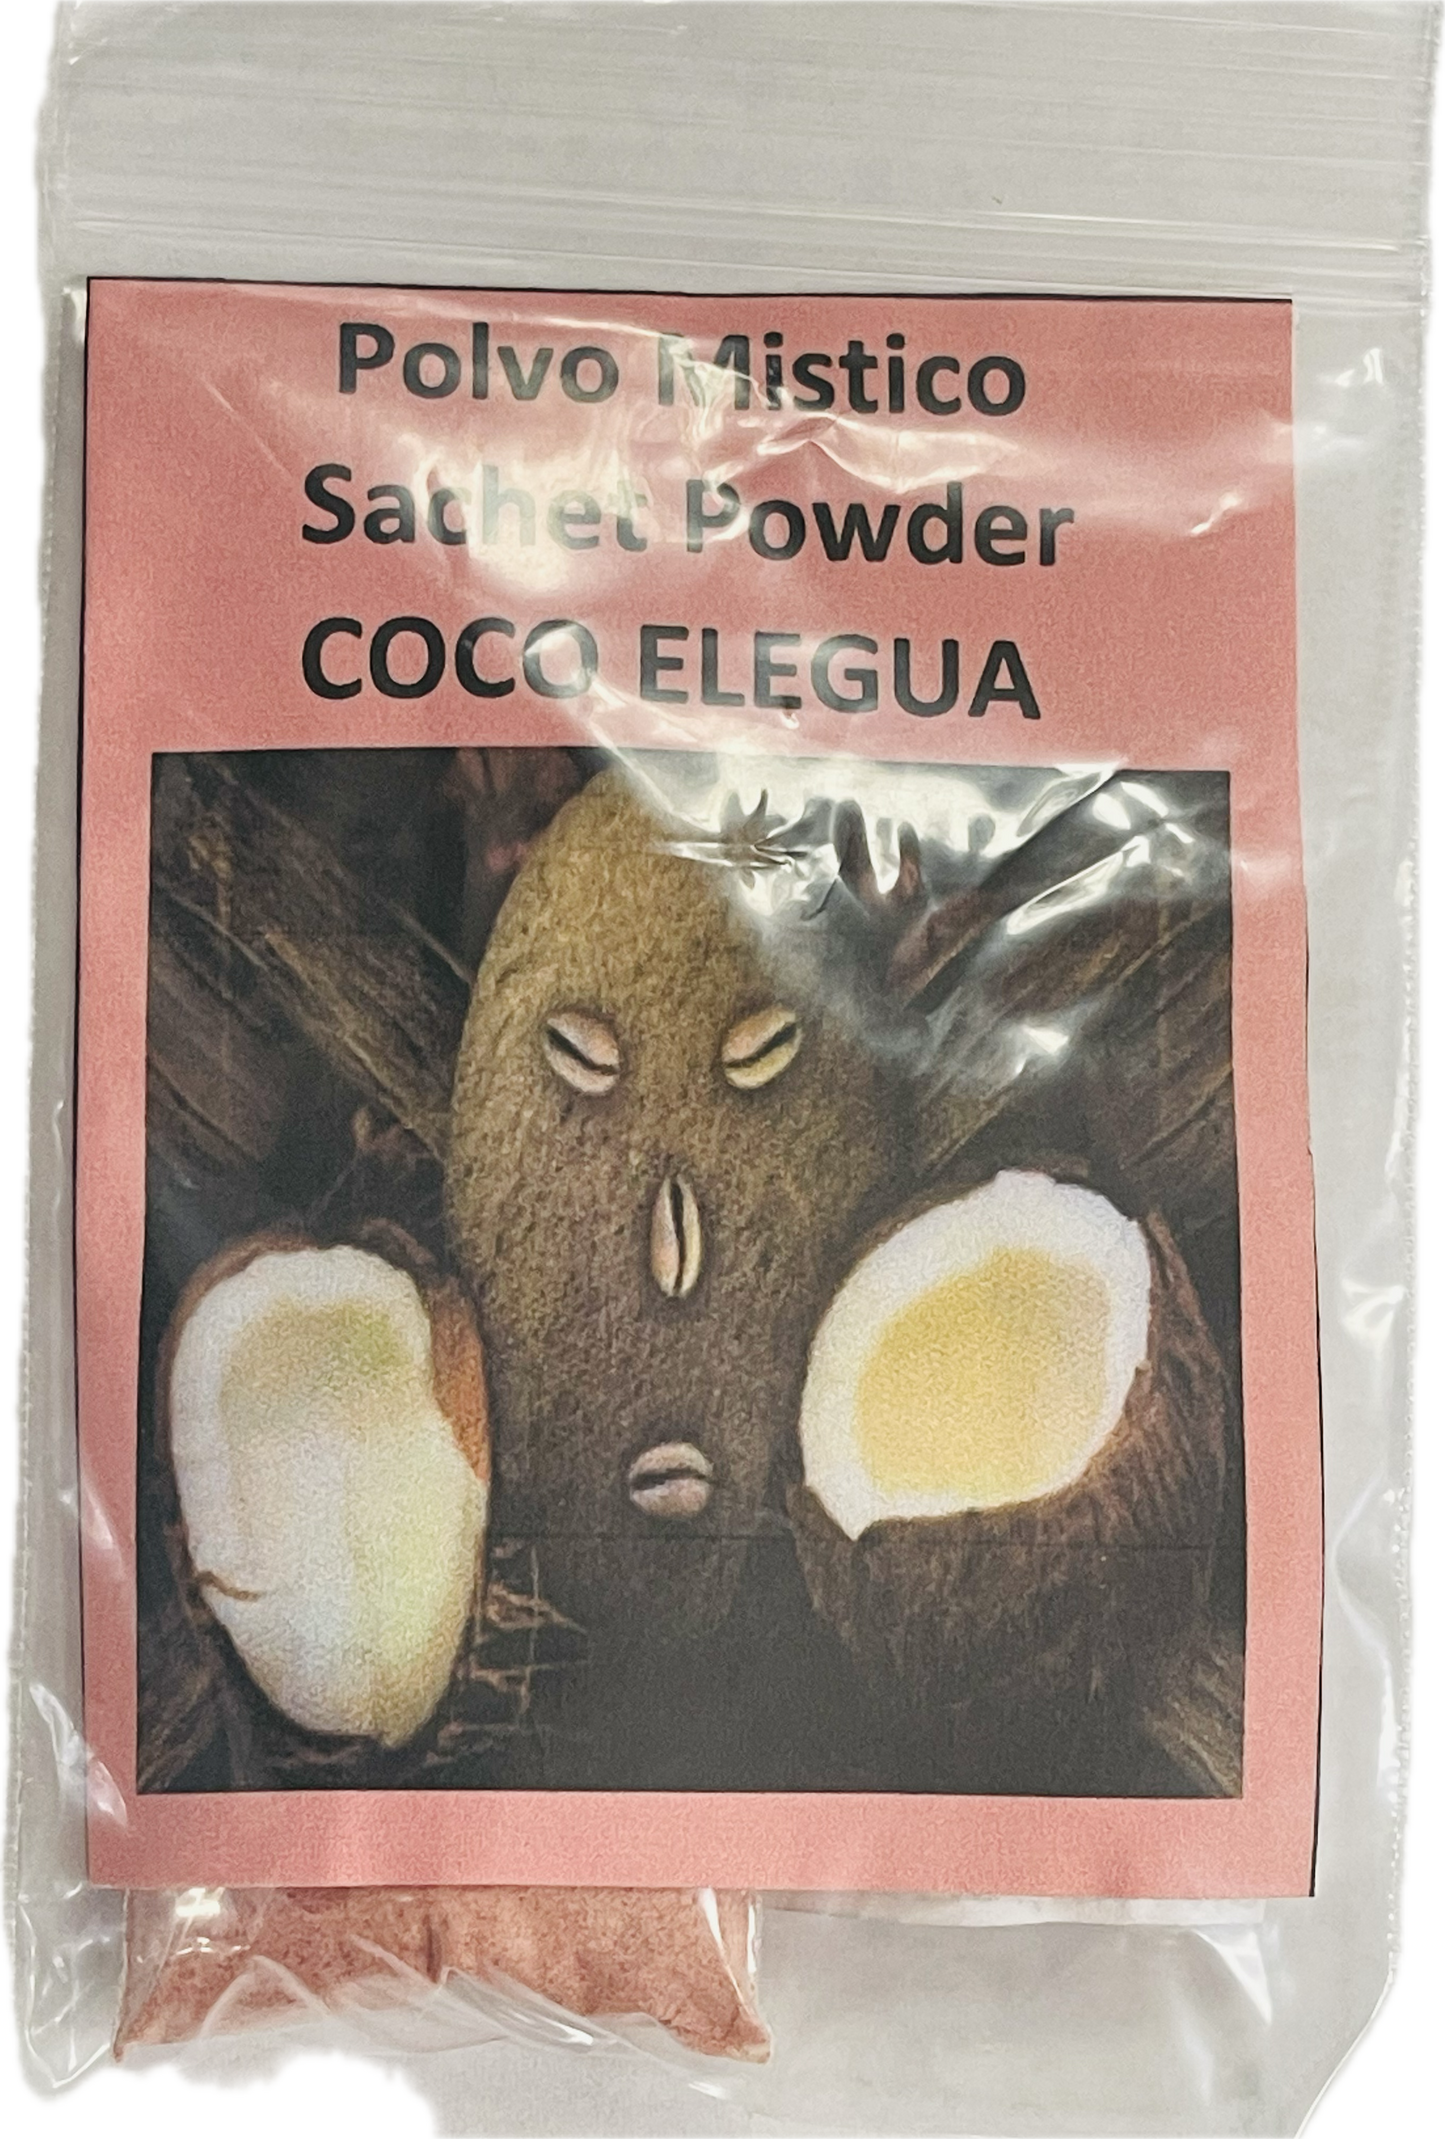 Polvo Mistico
Sachet Powder
COCO ELEGUA